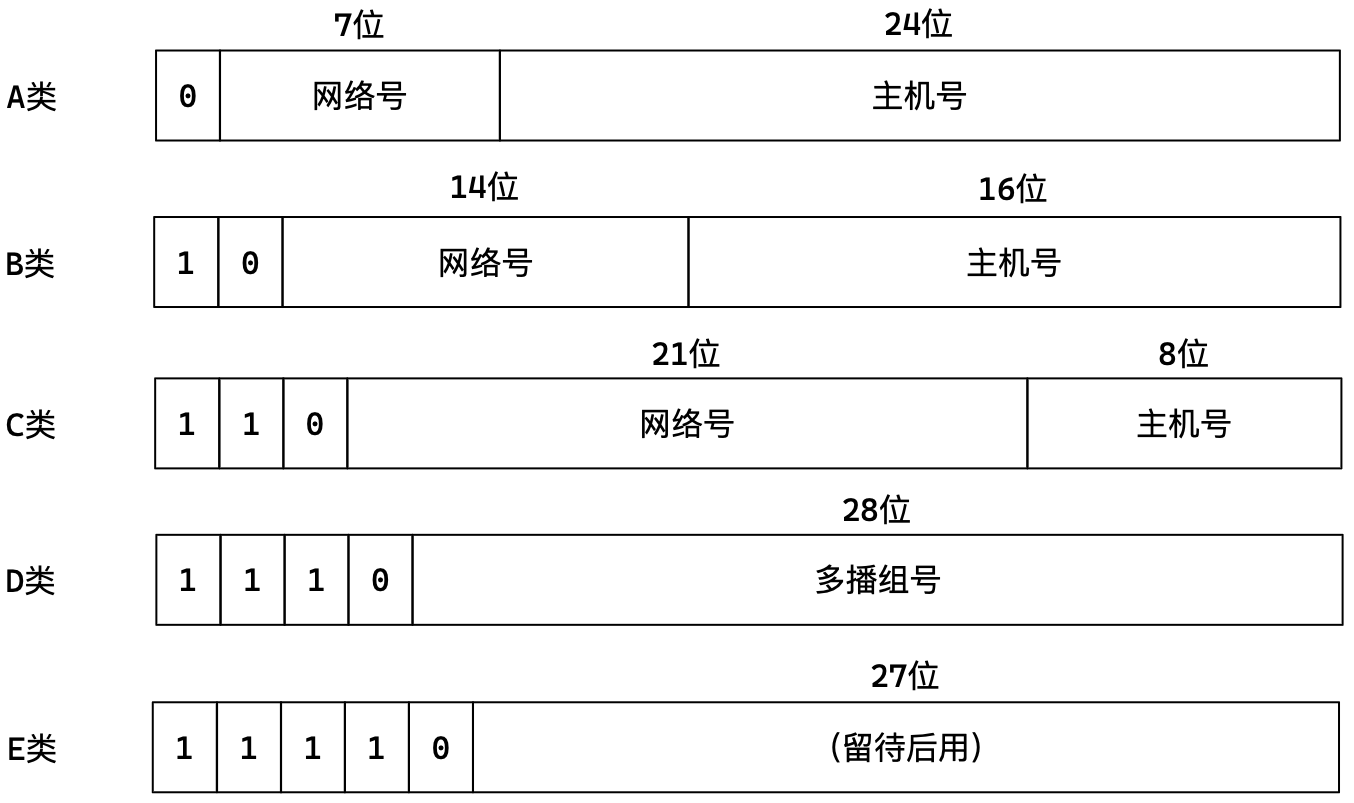 7位 24位
A类 0 网络号 主机号
14位 16位
B类 1 0 网络号 主机号
21位 8位
C类 1 1 0 网络号 主机号
28位
D类 1 1 1 0 多播组号
27位
E类 1 1 1 1 0 (留待后用)